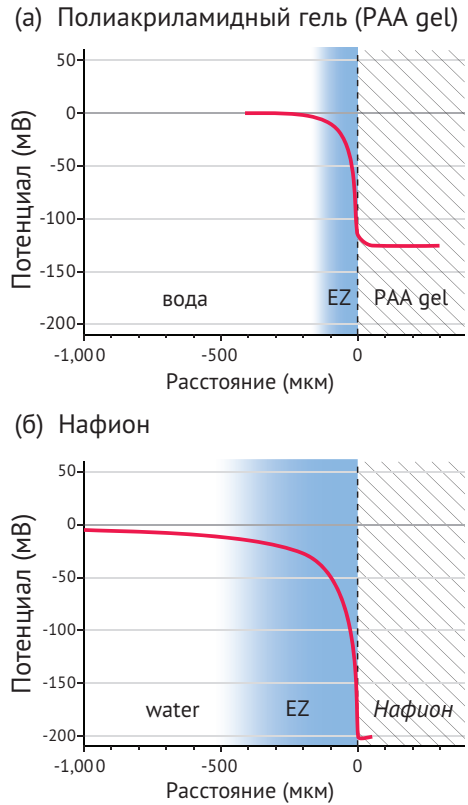 (а) Полиакриламидный гель (PAA gel)
50
0
-50
-100
-150
-200
Потенциал (мВ)
вода
EZ
PAA gel
-1,000
-500
0
Расстояние (мкм)
(б) Нафион
50
0
-50
-100
-150
-200
Потенциал (мВ)
water
EZ
Нафион
-1,000
-500
0
Расстояние (мкм)